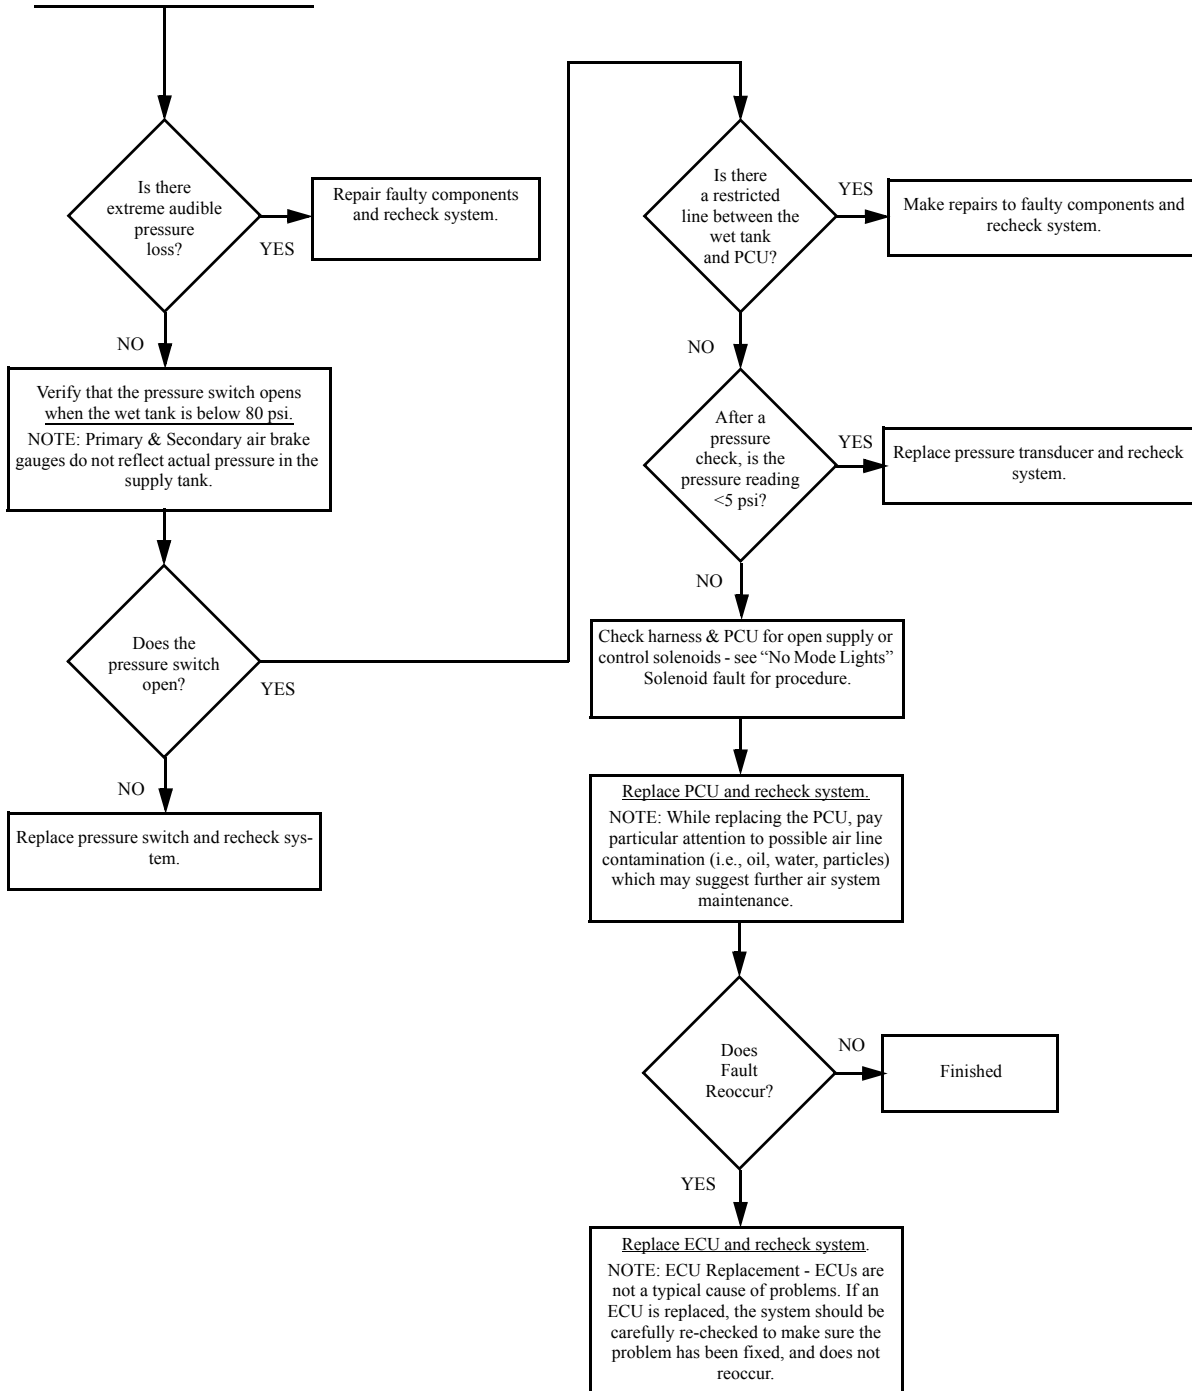 Is there
extreme audible
pressure
loss?
YES
Repair faulty components
and recheck system.
NO
Verify that the pressure switch opens
when the wet tank is below 80 psi.
NOTE: Primary & Secondary air brake
gauges do not reflect actual pressure in the
supply tank.
Does the
pressure switch
open?
YES
NO
Replace pressure switch and recheck sys-
tem.
Is there
a restricted
line between the
wet tank
and PCU?
YES
Make repairs to faulty components and
recheck system.
NO
After a
pressure
check, is the
pressure reading
<5 psi?
YES
Replace pressure transducer and recheck
system.
NO
Check harness & PCU for open supply or
control solenoids - see “No Mode Lights”
Solenoid fault for procedure.
Replace PCU and recheck system.
NOTE: While replacing the PCU, pay
particular attention to possible air line
contamination (i.e., oil, water, particles)
which may suggest further air system
maintenance.
Does
Fault
Reoccur?
NO
Finished
YES
Replace ECU and recheck system.
NOTE: ECU Replacement - ECUs are
not a typical cause of problems. If an
ECU is replaced, the system should be
carefully re-checked to make sure the
problem has been fixed, and does not
reoccur.